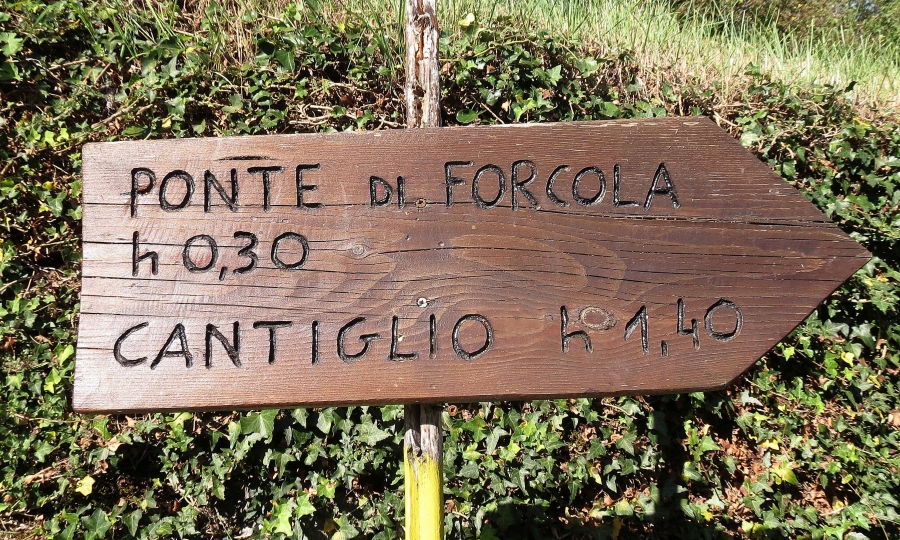 PONTE DI FORCOLA
h 0,30
CANTIGLIO h 1,40